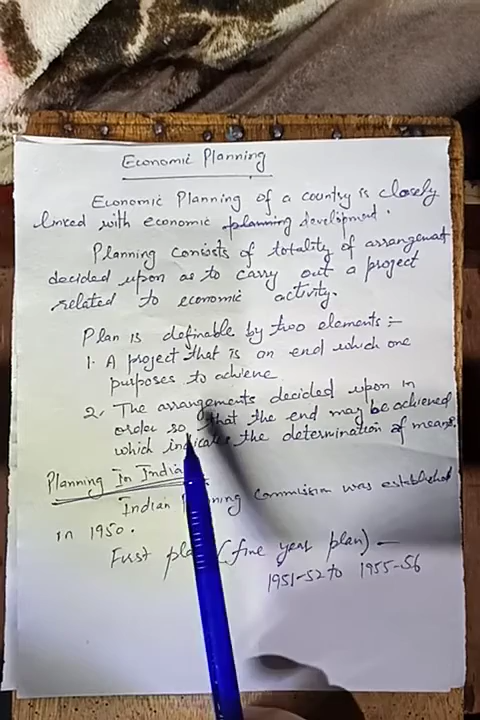 Economic Planning
Economic Planning of a country is closely
linked with economic planning development.
Planning consists of totality of arrangement
decided upon as to carry out a project
related to economic activity.
Plan is definable by two elements :-
1. A project that is an end which one
purposes to achieve
2. The arrangements decided upon in
order so that the end may be achieved
which indicates the determination of means.
Planning in India
Indian Commission was established
in 1950.
First (five year plan) —
1951-52 to 1955-56